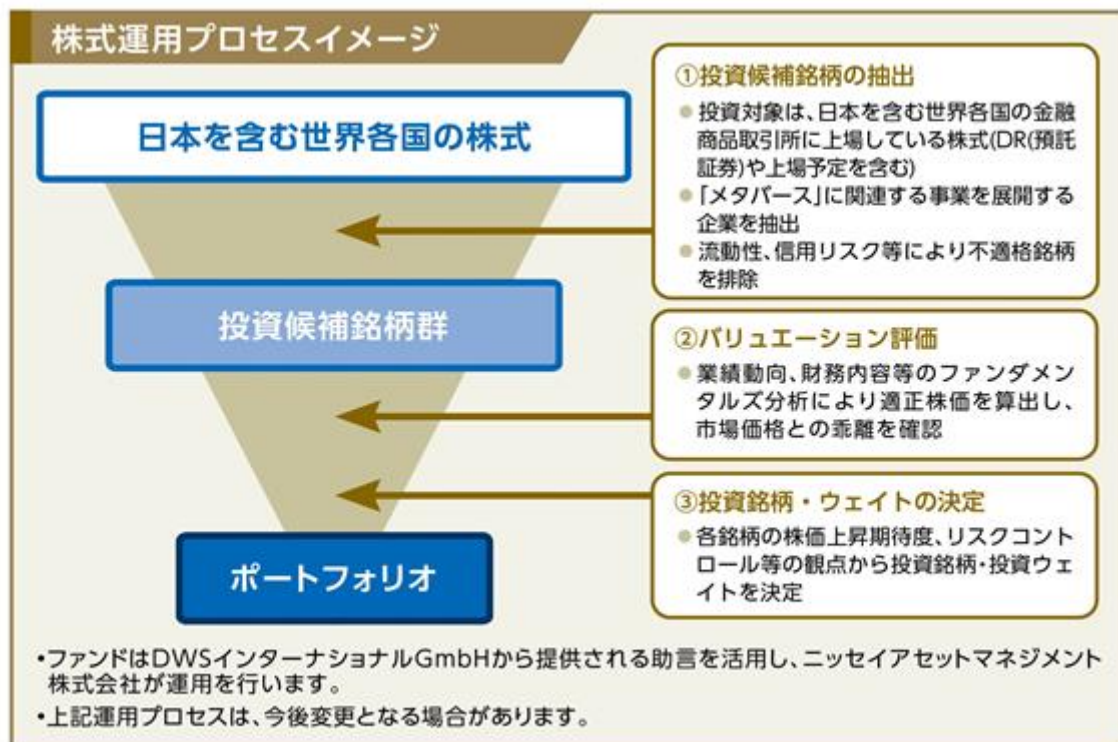 株式運用プロセスイメージ
日本を含む世界各国の株式
投資候補銘柄群
ポートフォリオ
①投資候補銘柄の抽出
●投資対象は、日本を含む世界各国の金融
商品取引所に上場している株式(DR(預託
証券)や上場予定を含む)
●「メタバース」に関連する事業を展開する
企業を抽出
●流動性、信用リスク等により不適格銘柄
を排除
②バリュエーション評価
●業績動向、財務内容等のファンダメン
タルズ分析により適正株価を算出し、
市場価格との乖離を確認
③投資銘柄・ウェイトの決定
●各銘柄の株価上昇期待度、リスクコント
ロール等の観点から投資銘柄・投資ウェ
イトを決定
・ファンドはDWSインターナショナルGmbHから提供される助言を活用し、ニッセイアセットマネジメント
株式会社が運用を行います。
・上記運用プロセスは、今後変更となる場合があります。